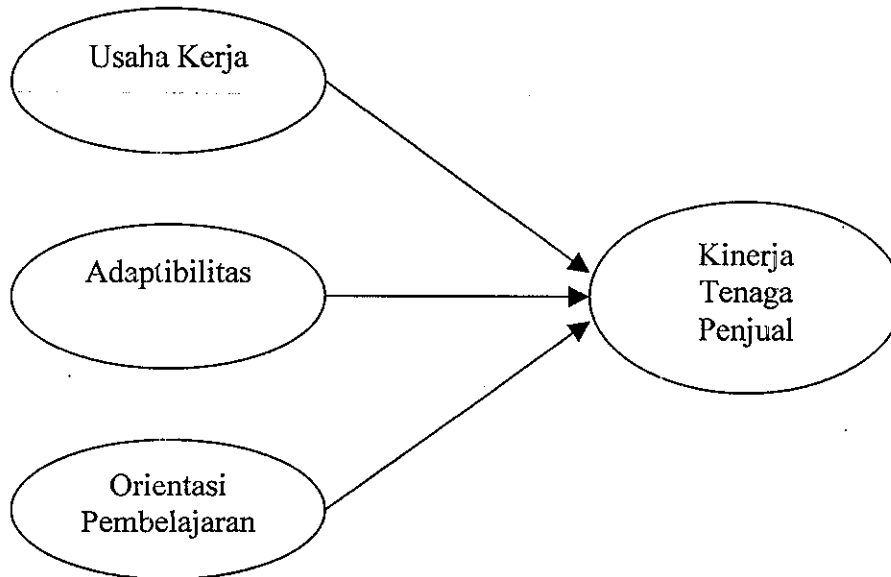 Usaha Kerja
Adaptibilitas
Kinerja
Tenaga
Penjual
Orientasi
Pembelajaran